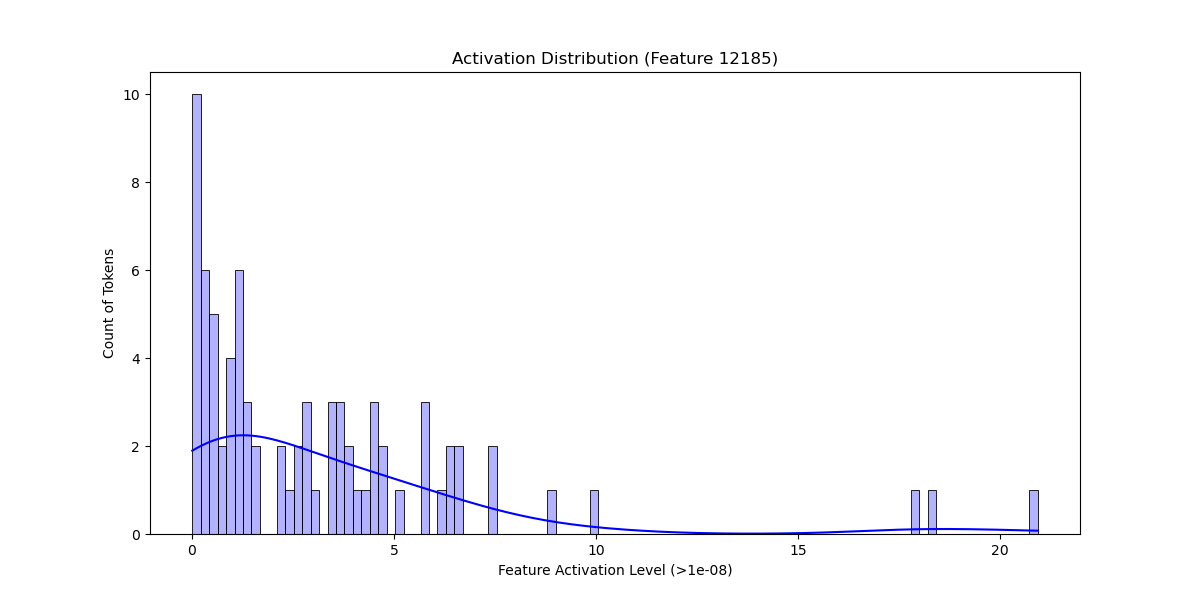 Activation Distribution (Feature 12185)
10
8
6
4
2
0
Count of Tokens
0 5 10 15 20
Feature Activation Level (>1e-08)